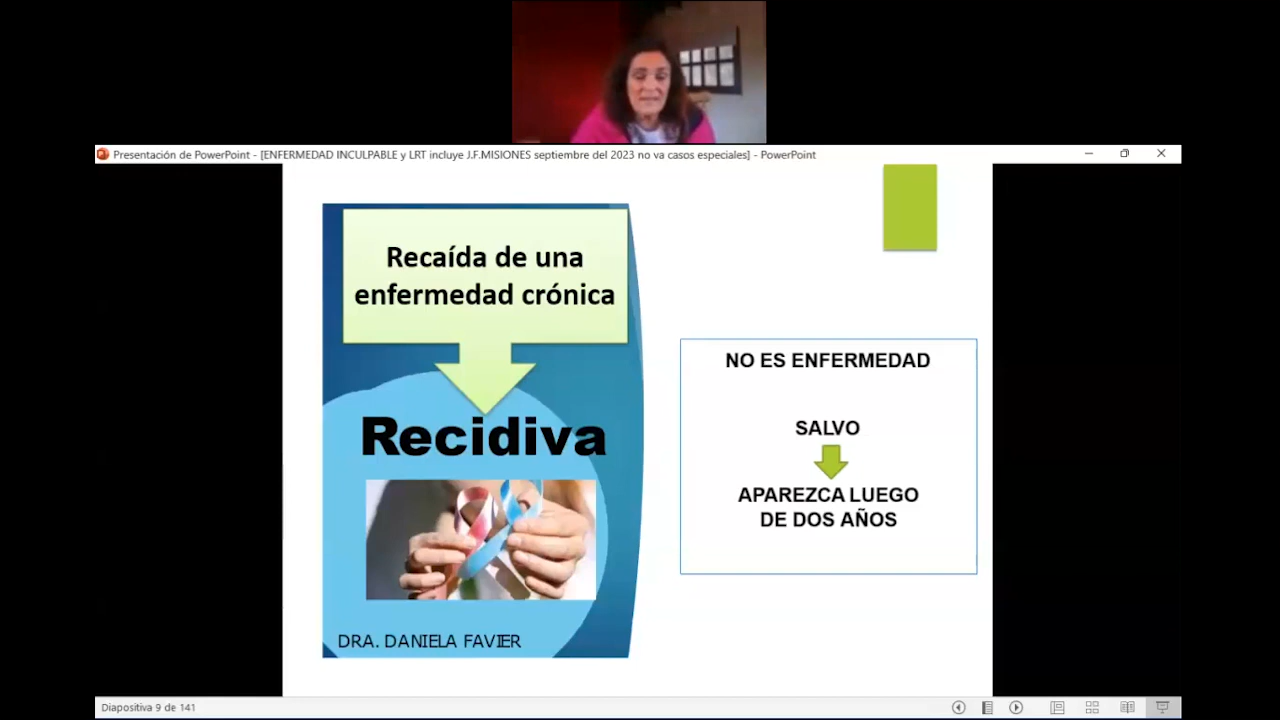 Presentación de PowerPoint - [ENFERMEDAD INCULPABLE y LRT incluye J.F.MISIONES septiembre del 2023 no va casos especiales] - PowerPoint
Recaída de una
enfermedad crónica
Recidiva
DRA. DANIELA FAVIER
NO ES ENFERMEDAD
SALVO
APAREZCA LUEGO
DE DOS AÑOS
Diapositiva 9 de 141